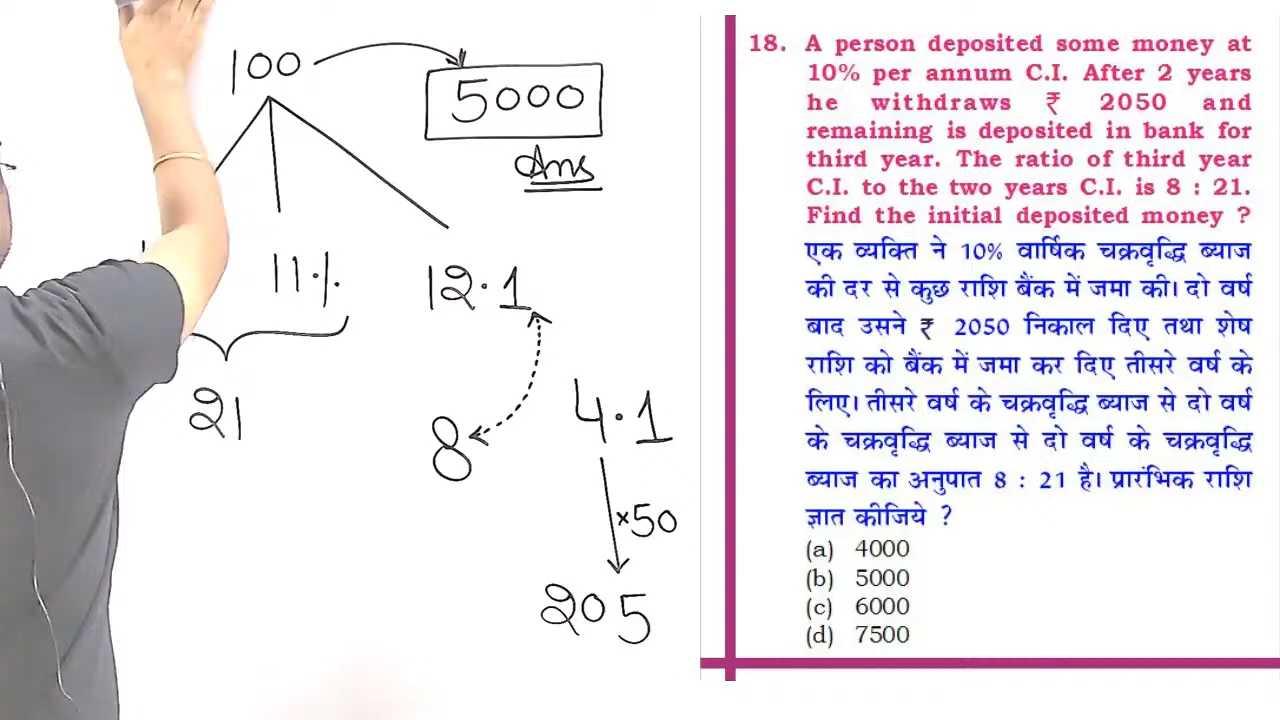 100
5000
Ans
11%
12.1
21
8
4.1
×50
205
18. A person deposited some money at
10% per annum C.I. After 2 years
he withdraws ₹ 2050 and
remaining is deposited in bank for
third year. The ratio of third year
C.I. to the two years C.I. is 8 : 21.
Find the initial deposited money ?
एक व्यक्ति ने 10% वार्षिक चक्रवृद्धि ब्याज
की दर से कुछ राशि बैंक में जमा की। दो वर्ष
बाद उसने ₹ 2050 निकाल दिए तथा शेष
राशि को बैंक में जमा कर दिए तीसरे वर्ष के
लिए। तीसरे वर्ष के चक्रवृद्धि ब्याज से दो वर्ष
के चक्रवृद्धि ब्याज से दो वर्ष के चक्रवृद्धि
ब्याज का अनुपात 8 : 21 है। प्रारंभिक राशि
ज्ञात कीजिये ?
(a) 4000
(b) 5000
(c) 6000
(d) 7500